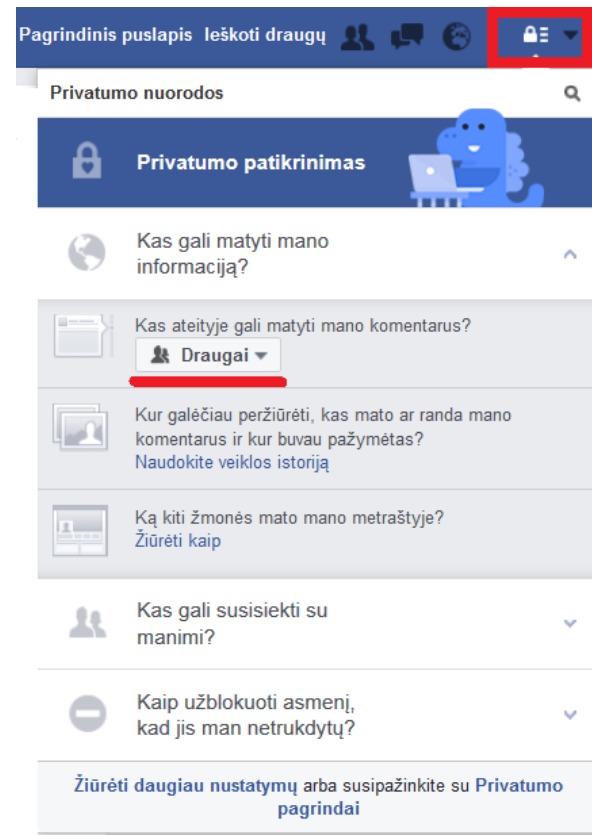 Pagrindinis puslapis Ieškoti draugų
Privatumo nuorodos
Privatumo patikrinimas
Kas gali matyti mano
informaciją?
Kas ateityje gali matyti mano komentarus?
Draugai
Kur galėčiau peržiūrėti, kas mato ar randa mano
komentarus ir kur buvau pažymėtas?
Naudokite veiklos istoriją
Ką kiti žmonės mato mano metraštyje?
Žiūrėti kaip
Kas gali susisiekti su
manimi?
Kaip užblokuoti asmenį,
kad jis man netrukdytų?
Žiūrėti daugiau nustatymų arba susipažinkite su Privatumo
pagrindai